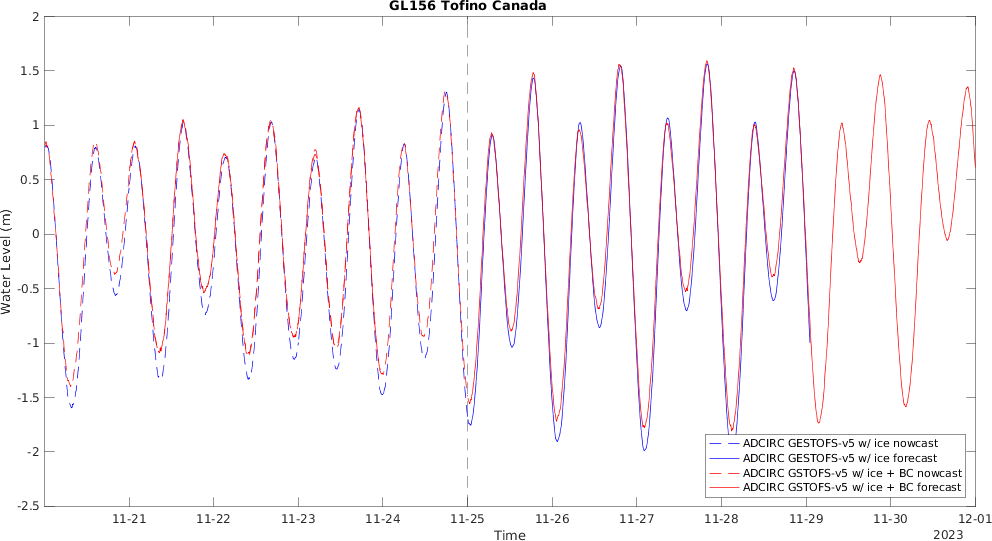 GL156 Tofino Canada
2
1.5
1
0.5
0
-0.5
-1
-1.5
-2
-2.5
Water Level (m)
ADCIRC GESTOFS-v5 w/ ice nowcast
ADCIRC GESTOFS-v5 w/ ice forecast
ADCIRC GSTOFS-v5 w/ ice + BC nowcast
ADCIRC GSTOFS-v5 w/ ice + BC forecast
11-21 11-22 11-23 11-24 11-25 11-26 11-27 11-28 11-29 11-30 12-01
Time
2023